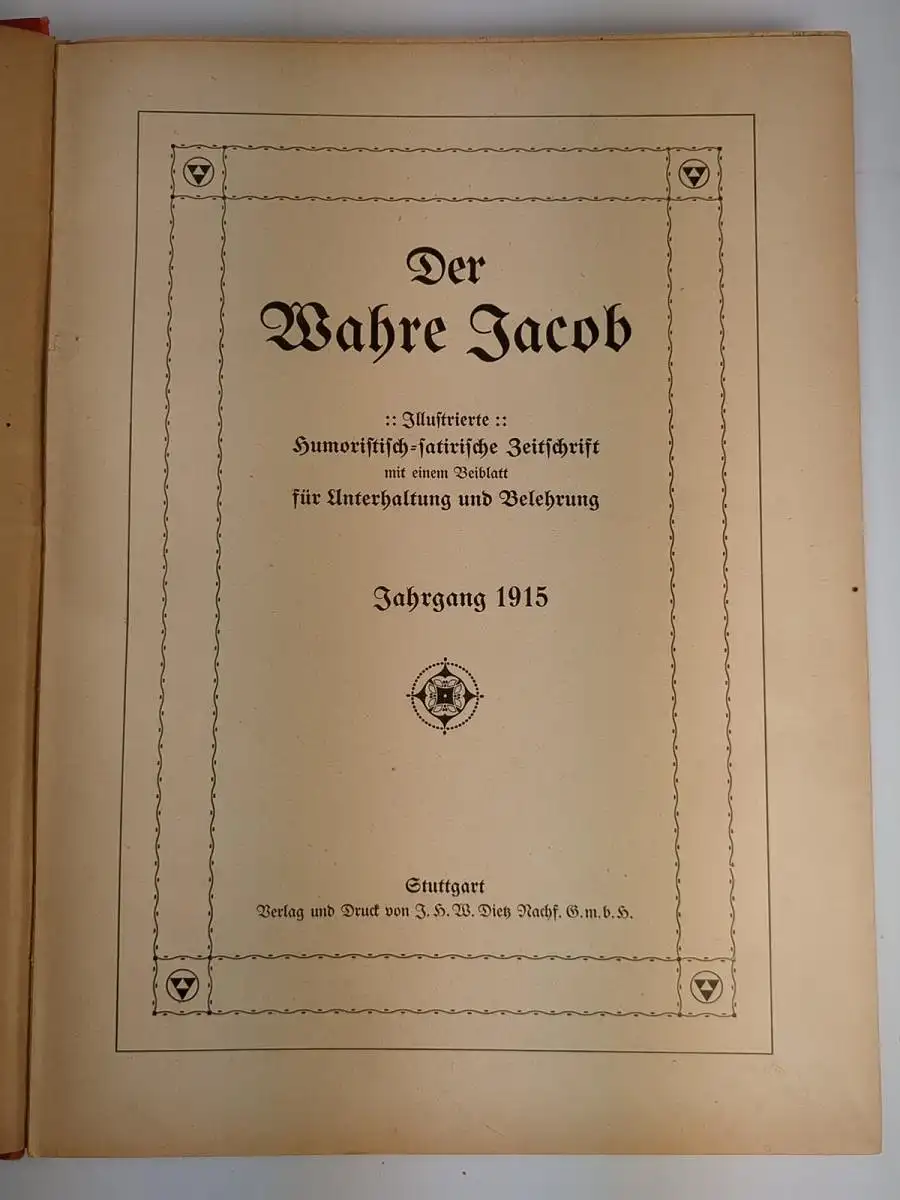 Der
Wahre Jacob
:: Illustrierte ::
Humoristisch-satirische Zeitschrift
mit einem Beiblatt
für Unterhaltung und Belehrung
Jahrgang 1915
Stuttgart
Verlag und Druck von J. H. W. Dietz Nachf. G.m.b.H.